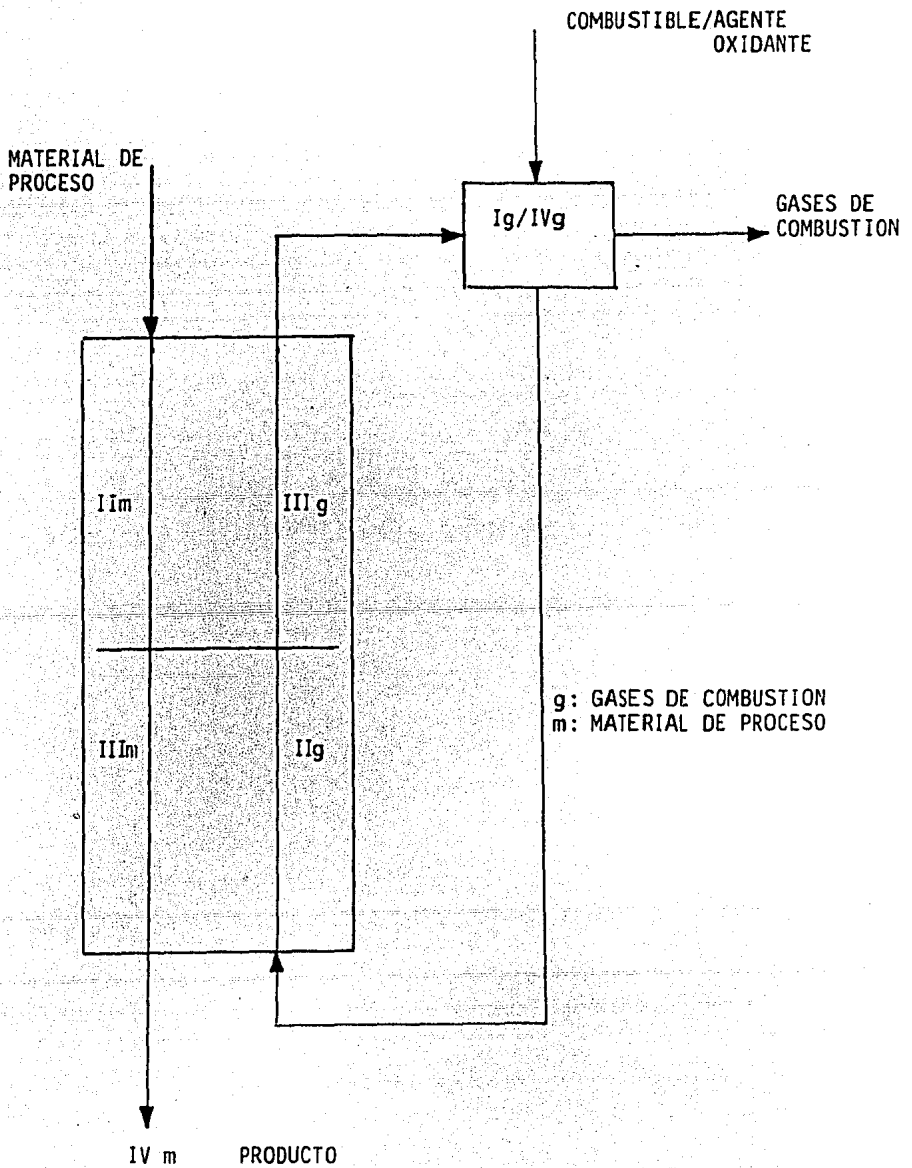 COMBUSTIBLE/AGENTE
OXIDANTE
MATERIAL DE
PROCESO
Ig/IVg
GASES DE
COMBUSTION
IIm
IIIg
g: GASES DE COMBUSTION
m: MATERIAL DE PROCESO
IIIm
IIg
IV m PRODUCTO